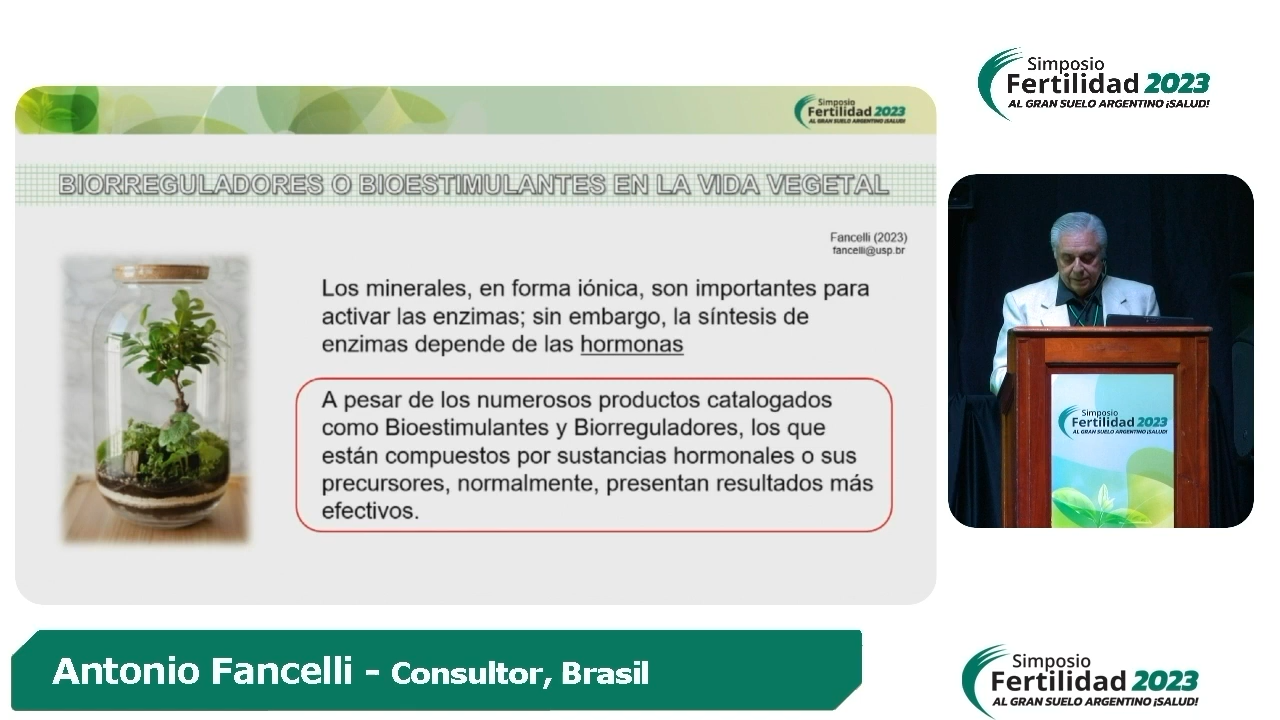 Simposio
Fertilidad 2023
AL GRAN SUELO ARGENTINO ¡SALUD!
Simposio
Fertilidad 2023
AL GRAN SUELO ARGENTINO ¡SALUD!
BIORREGULADORES O BIOESTIMULANTES EN LA VIDA VEGETAL
Fancelli (2023)
fancelli@usp.br
Los minerales, en forma iónica, son importantes para
activar las enzimas; sin embargo, la síntesis de
enzimas depende de las hormonas
A pesar de los numerosos productos catalogados
como Bioestimulantes y Biorreguladores, los que
están compuestos por sustancias hormonales o sus
precursores, normalmente, presentan resultados más
efectivos.
Simposio
Fertilidad 2023
AL GRAN SUELO ARGENTINO ¡SALUD!
Antonio Fancelli - Consultor, Brasil
Simposio
Fertilidad 2023
AL GRAN SUELO ARGENTINO ¡SALUD!